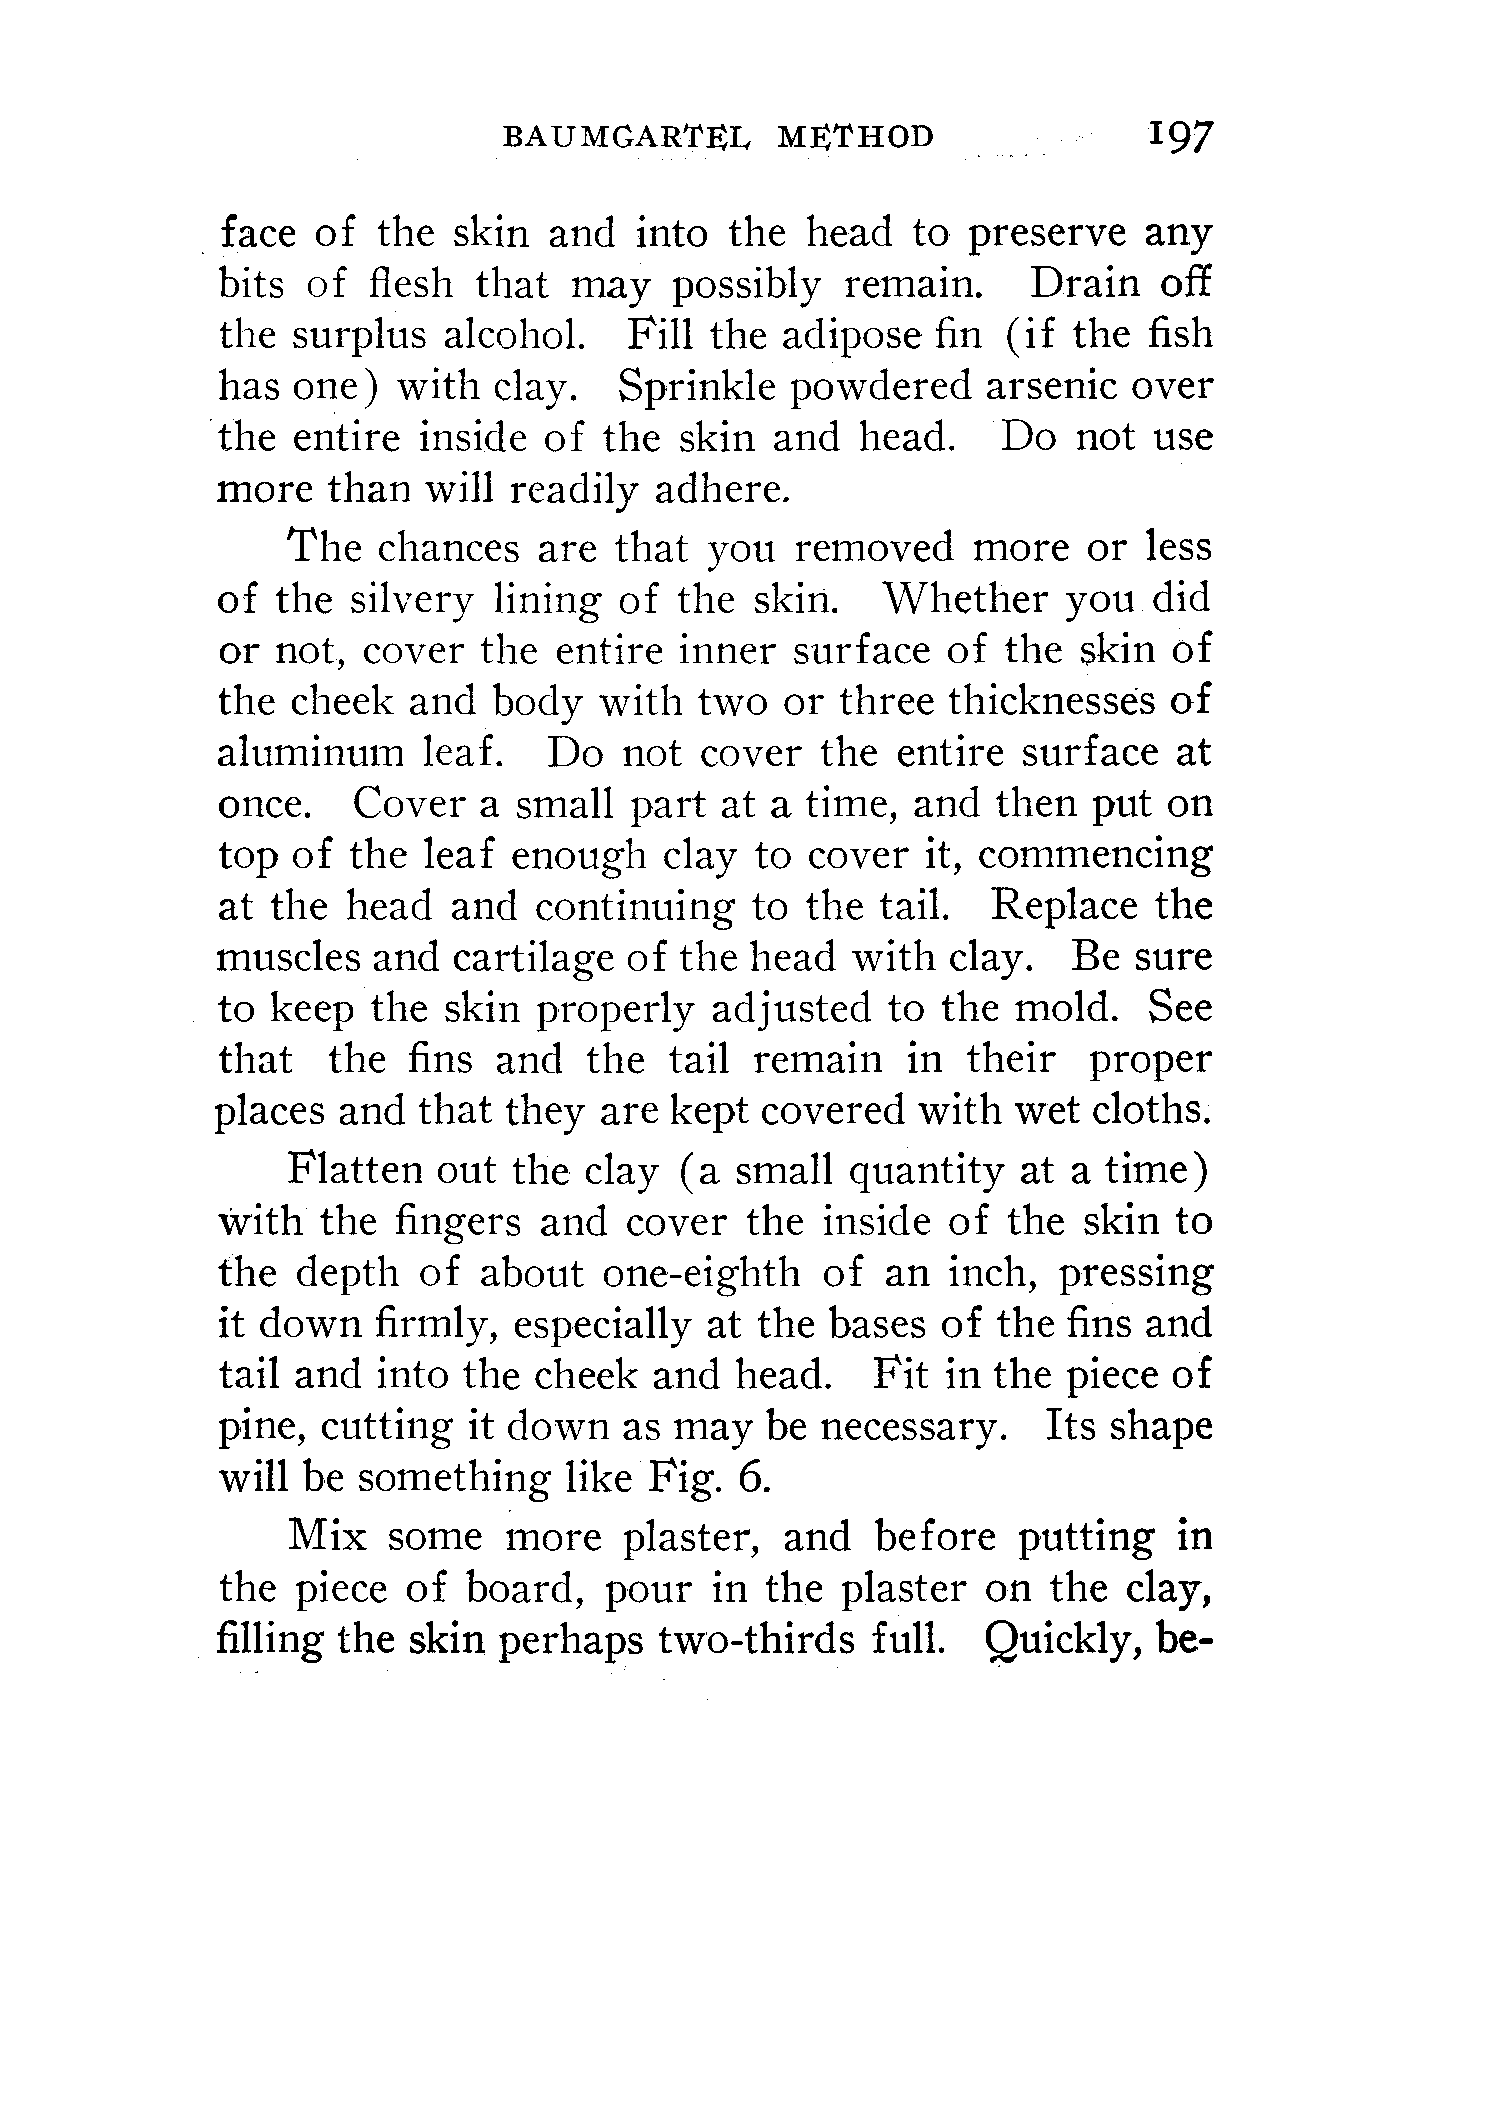 BAUMGARTEL METHOD 197
face of the skin and into the head to preserve any
bits of flesh that may possibly remain. Drain off
the surplus alcohol. Fill the adipose fin (if the fish
has one) with clay. Sprinkle powdered arsenic over
the entire inside of the skin and head. Do not use
more than will readily adhere.
The chances are that you removed more or less
of the silvery lining of the skin. Whether you did
or not, cover the entire inner surface of the skin of
the cheek and body with two or three thicknesses of
aluminum leaf. Do not cover the entire surface at
once. Cover a small part at a time, and then put on
top of the leaf enough clay to cover it, commencing
at the head and continuing to the tail. Replace the
muscles and cartilage of the head with clay. Be sure
to keep the skin properly adjusted to the mold. See
that the fins and the tail remain in their proper
places and that they are kept covered with wet cloths.
Flatten out the clay (a small quantity at a time)
with the fingers and cover the inside of the skin to
the depth of about one-eighth of an inch, pressing
it down firmly, especially at the bases of the fins and
tail and into the cheek and head. Fit in the piece of
pine, cutting it down as may be necessary. Its shape
will be something like Fig. 6.
Mix some more plaster, and before putting in
the piece of board, pour in the plaster on the clay,
filling the skin perhaps two-thirds full. Quickly, be-